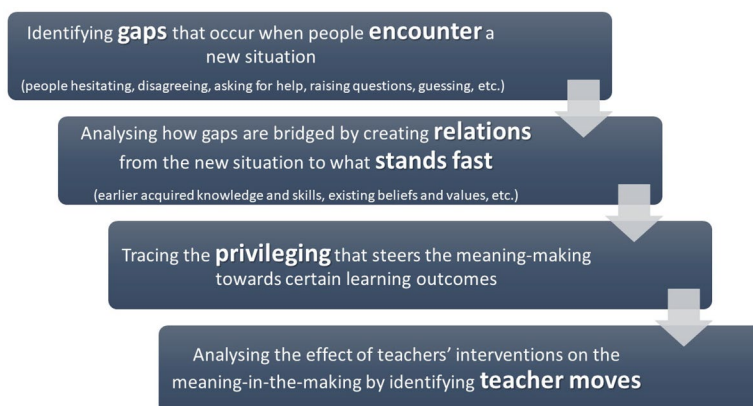 Identifying gaps that occur when people encounter a
new situation
(people hesitating, disagreeing, asking for help, raising questions, guessing, etc.)
Analysing how gaps are bridged by creating relations
from the new situation to what stands fast
(earlier acquired knowledge and skills, existing beliefs and values, etc.)
Tracing the privileging that steers the meaning-making
towards certain learning outcomes
Analysing the effect of teachers' interventions on the
meaning-in-the-making by identifying teacher moves